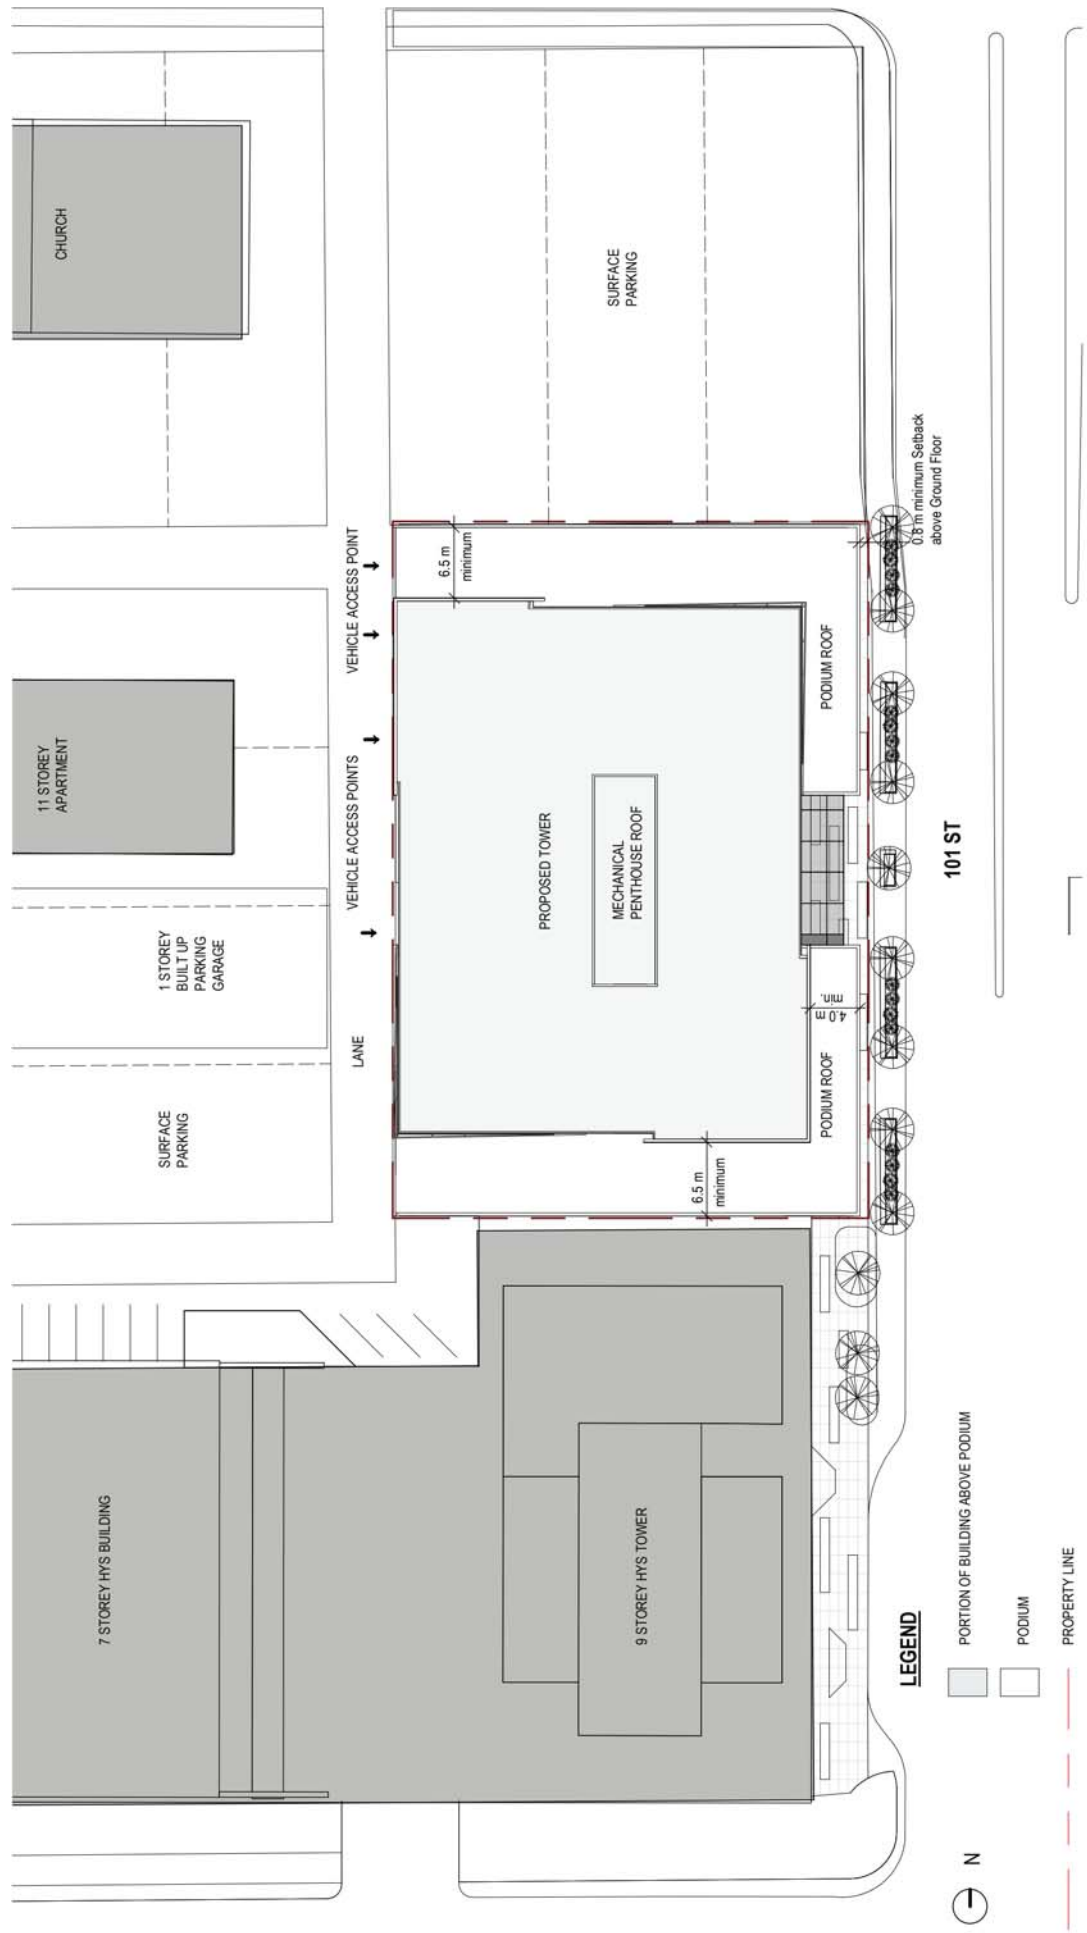 CHURCH
SURFACE
PARKING
0.8 m minimum Setback
above Ground Floor
VEHICLE ACCESS POINT
6.5 m
minimum
11 STOREY
APARTMENT
VEHICLE ACCESS POINTS
PODIUM ROOF
PROPOSED TOWER
MECHANICAL
PENTHOUSE ROOF
101 ST
1 STOREY
BUILT UP
PARKING
GARAGE
LANE
4.0 m
min.
PODIUM ROOF
SURFACE
PARKING
6.5 m
minimum
7 STOREY HYS BUILDING
9 STOREY HYS TOWER
LEGEND
PORTION OF BUILDING ABOVE PODIUM
PODIUM
PROPERTY LINE
N